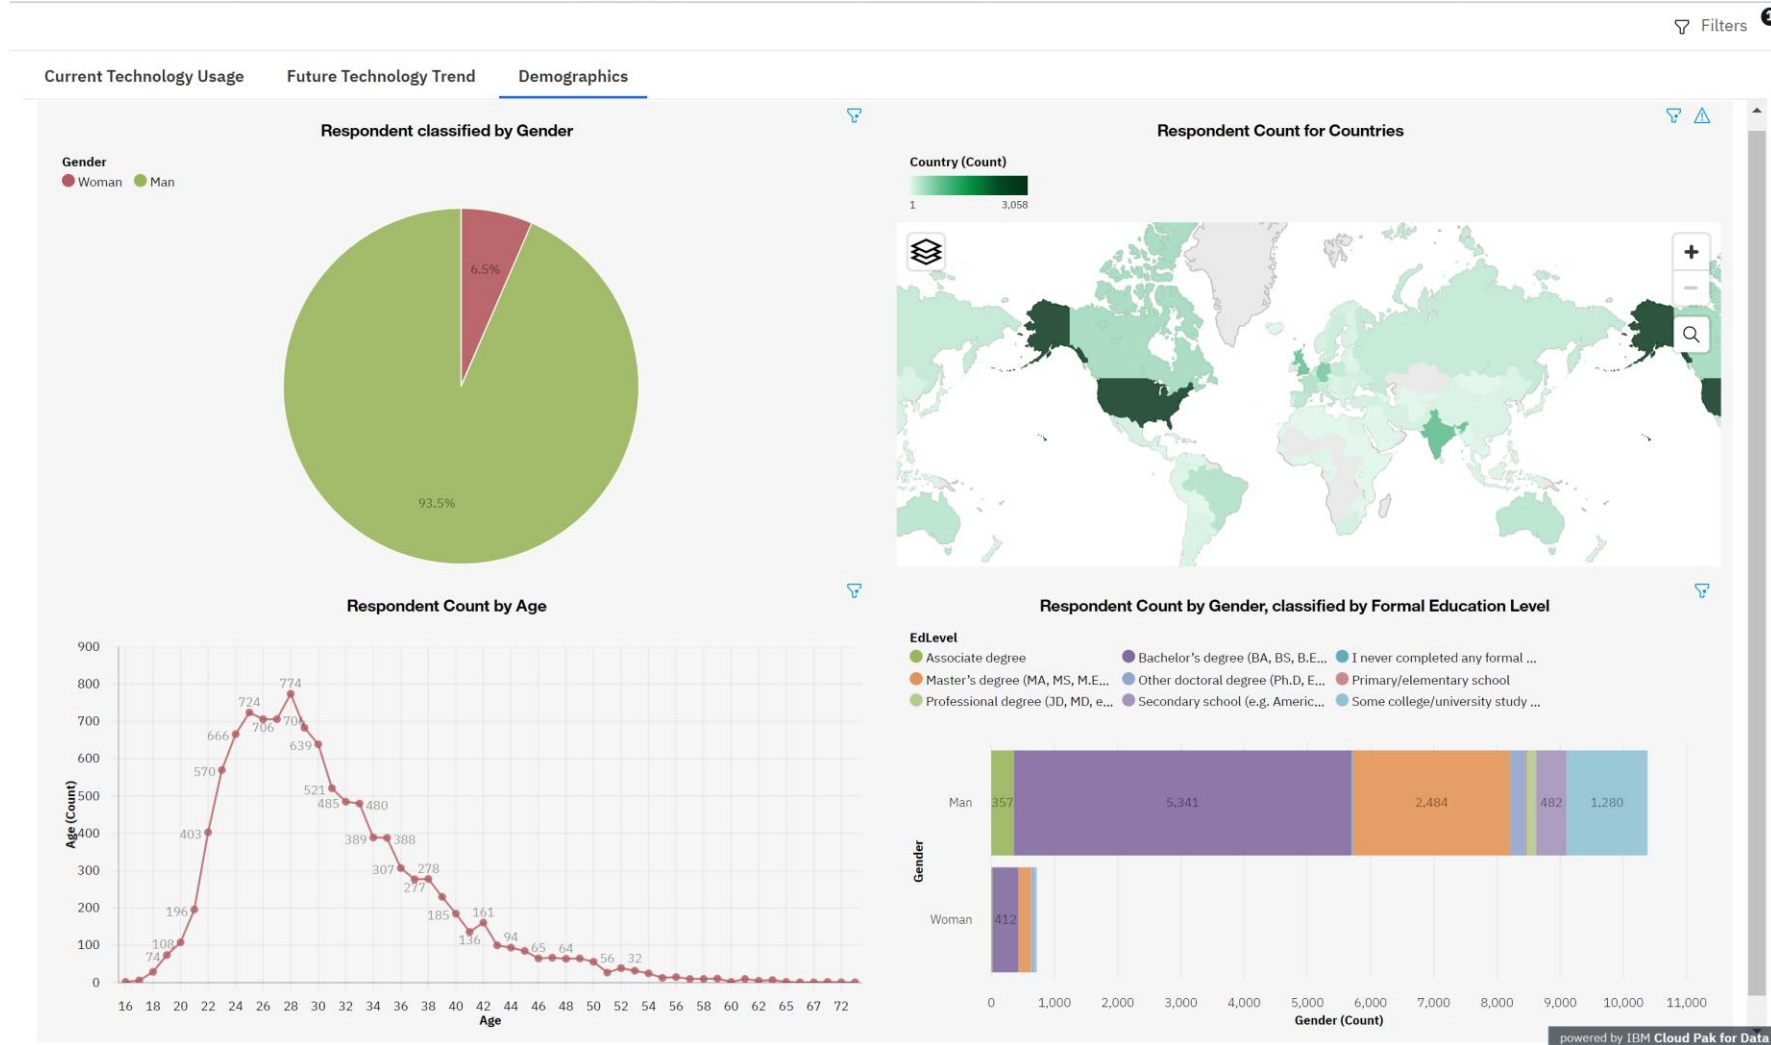 Filters
Current Technology Usage Future Technology Trend Demographics
Respondent classified by Gender
Gender
Woman Man
6.5%
93.5%
Respondent Count for Countries
Country (Count)
1 3,058
Respondent Count by Age
Age (Count)
900
800
700
600
500
400
300
200
100
0
74
108
196
403
570
666
724
706
706
774
639
521
485
480
389
388
307
277
278
185
136
161
94
65
64
56
32
16 18 20 22 24 26 28 30 32 34 36 38 40 42 44 46 48 50 52 54 56 58 60 62 65 67 72
Age
Respondent Count by Gender, classified by Formal Education Level
EdLevel
Associate degree Bachelor's degree (BA, BS, B.E... I never completed any formal ...
Master's degree (MA, MS, M.E... Other doctoral degree (Ph.D, E... Primary/elementary school
Professional degree (JD, MD, e... Secondary school (e.g. Americ... Some college/university study ...
Gender
Man 357 5,341 2,484 482 1,280
Woman 412
0 1,000 2,000 3,000 4,000 5,000 6,000 7,000 8,000 9,000 10,000 11,000
Gender (Count)
powered by IBM Cloud Pak for Data